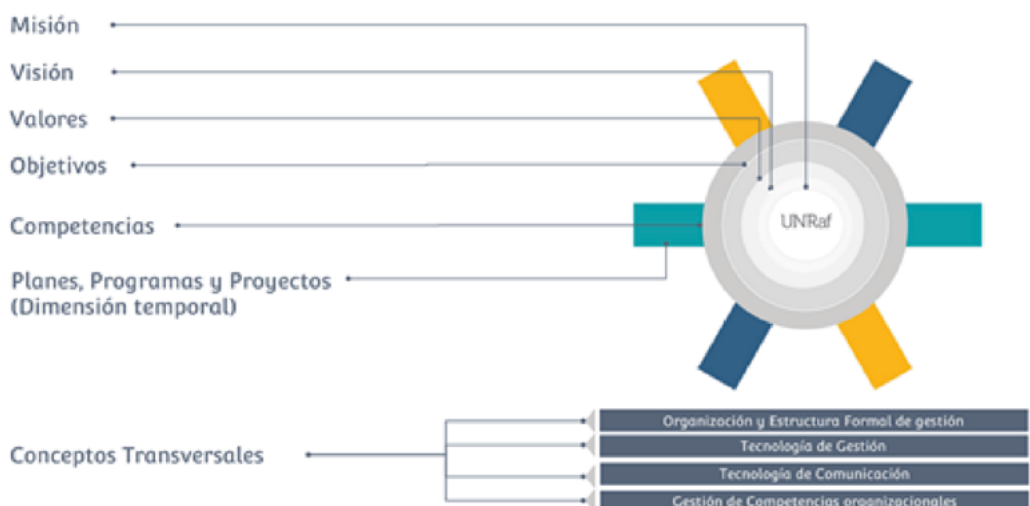 Misión
Visión
Valores
Objetivos
Competencias
UNRaf
Planes, Programas y Proyectos
(Dimensión temporal)
Conceptos Transversales
Organización y Estructura Formal de gestión
Tecnología de Gestión
Tecnología de Comunicación
Gestión de Competencias organizacionales